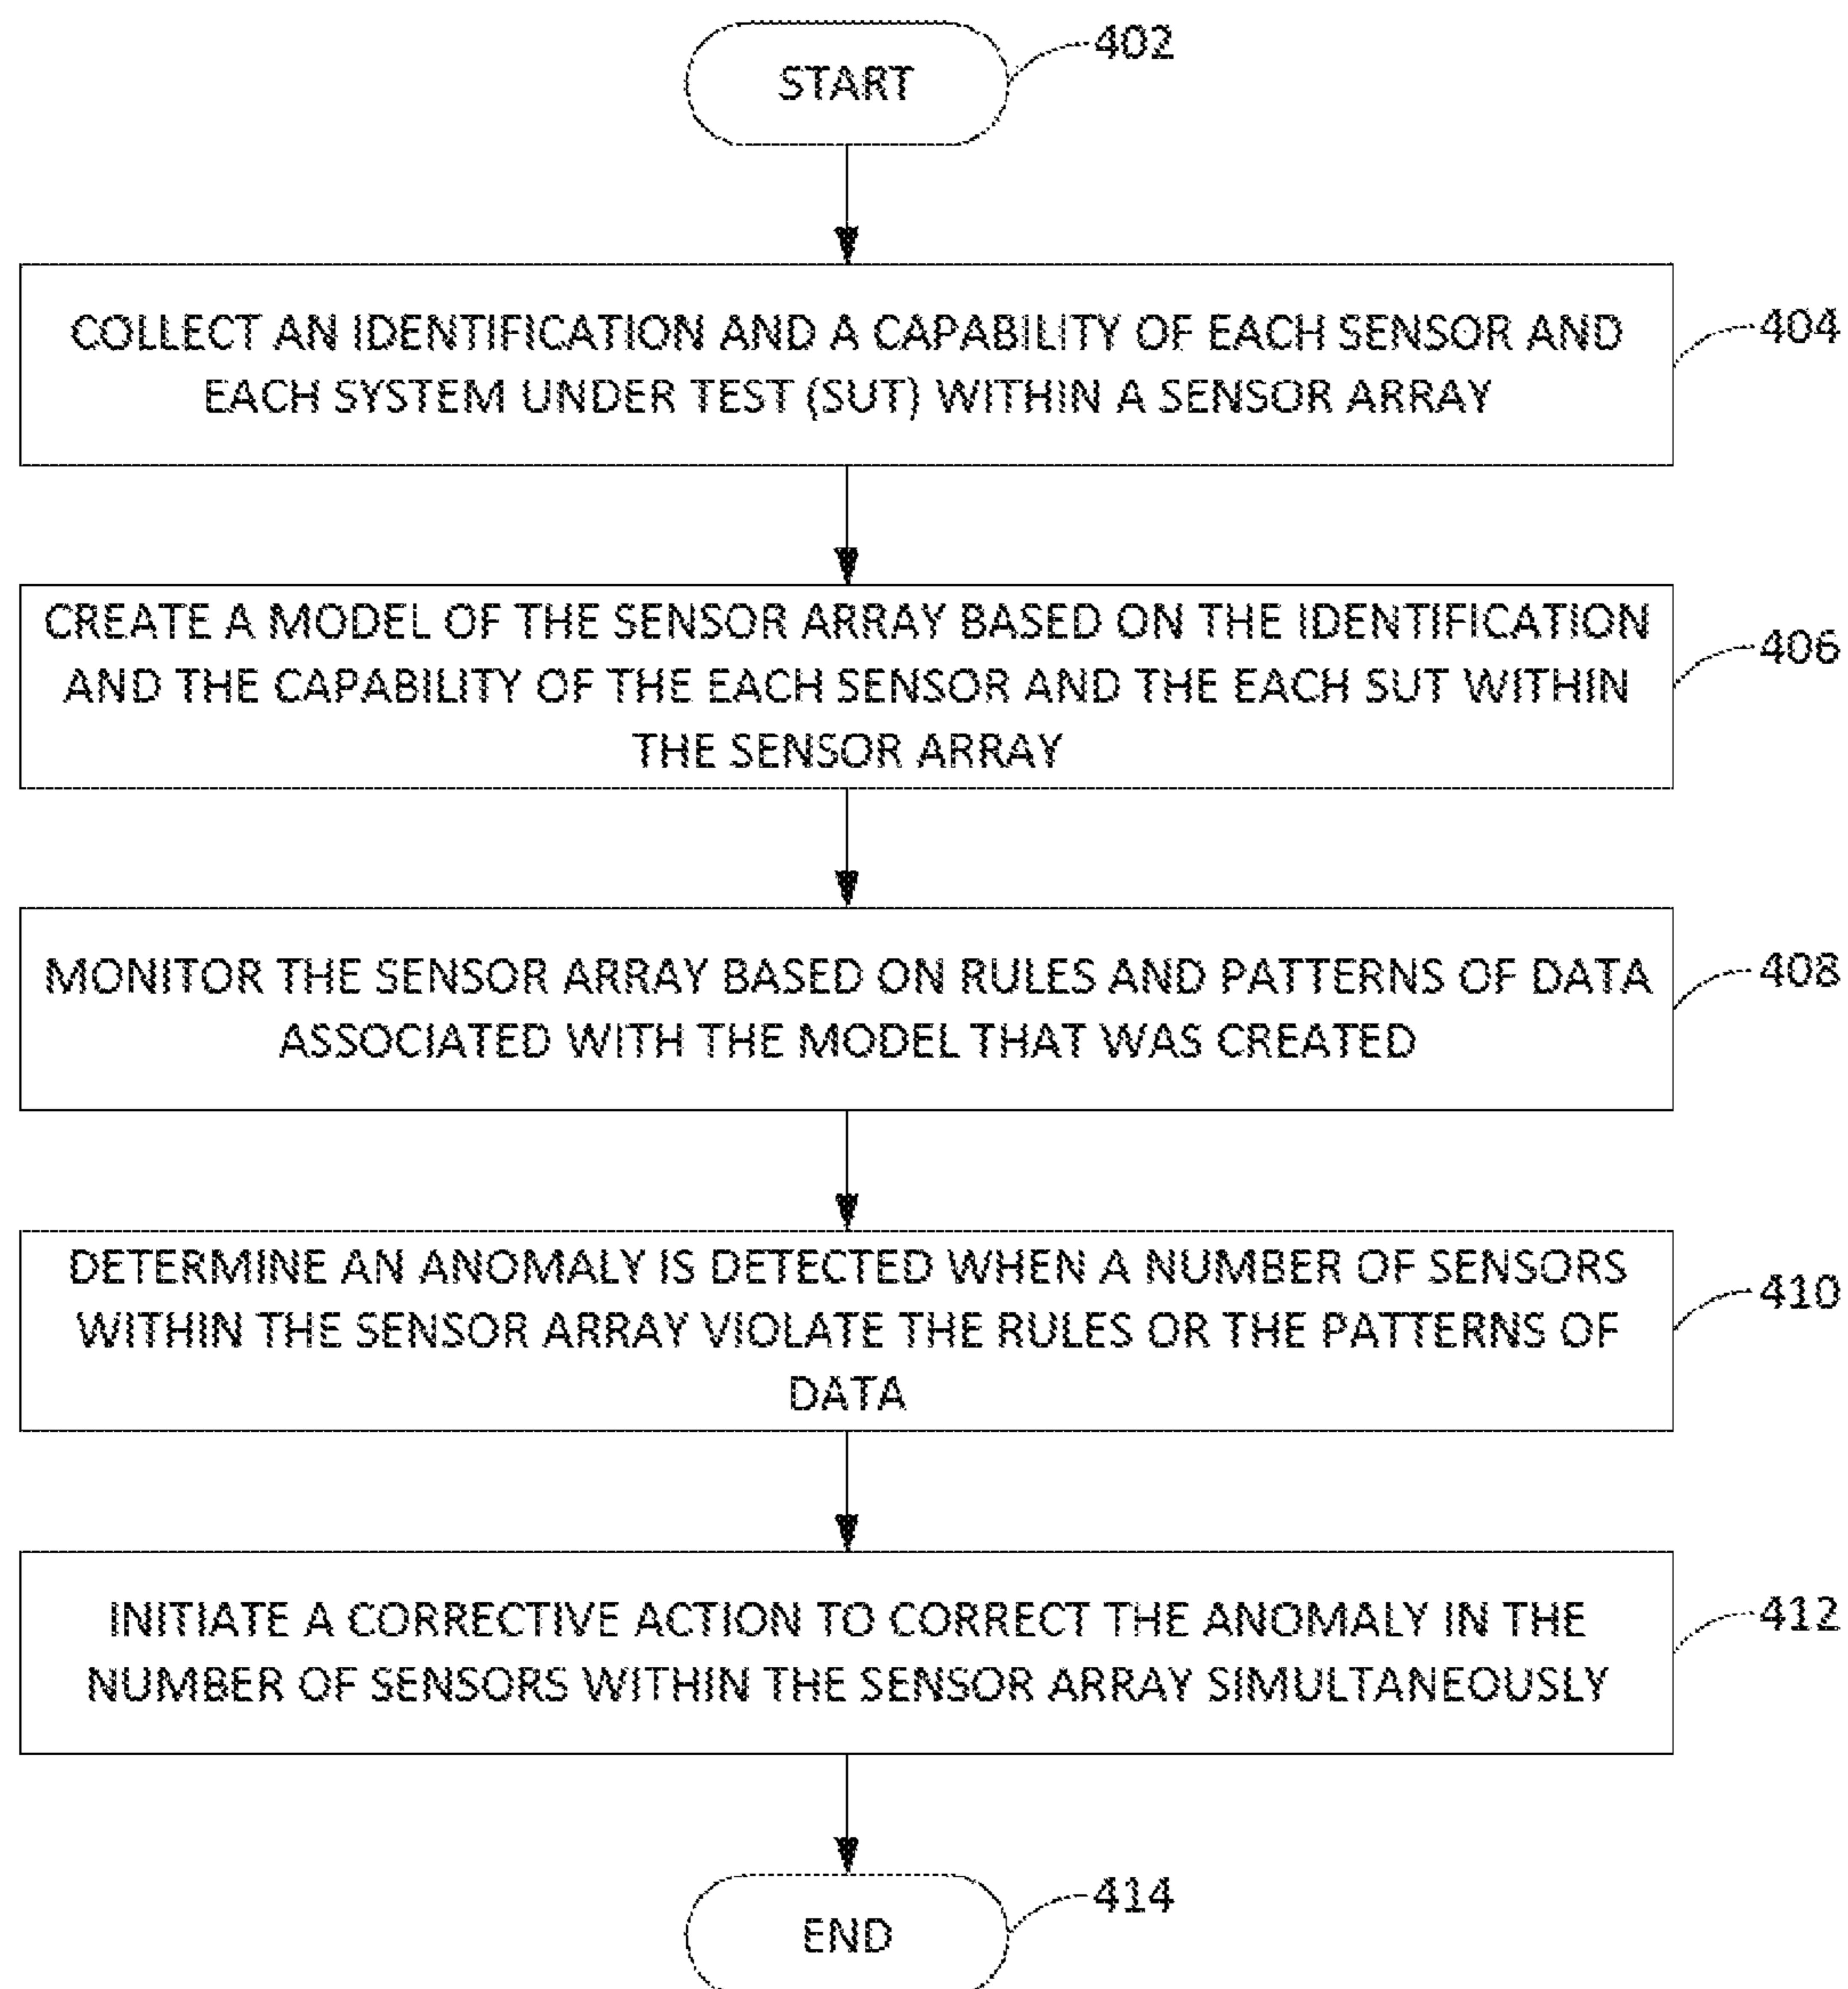 START
402
COLLECT AN IDENTIFICATION AND A CAPABILITY OF EACH SENSOR AND
EACH SYSTEM UNDER TEST (SUT) WITHIN A SENSOR ARRAY
404
CREATE A MODEL OF THE SENSOR ARRAY BASED ON THE IDENTIFICATION
AND THE CAPABILITY OF THE EACH SENSOR AND THE EACH SUT WITHIN
THE SENSOR ARRAY
406
MONITOR THE SENSOR ARRAY BASED ON RULES AND PATTERNS OF DATA
ASSOCIATED WITH THE MODEL THAT WAS CREATED
408
DETERMINE AN ANOMALY IS DETECTED WHEN A NUMBER OF SENSORS
WITHIN THE SENSOR ARRAY VIOLATE THE RULES OR THE PATTERNS OF
DATA
410
INITIATE A CORRECTIVE ACTION TO CORRECT THE ANOMALY IN THE
NUMBER OF SENSORS WITHIN THE SENSOR ARRAY SIMULTANEOUSLY
412
END
414